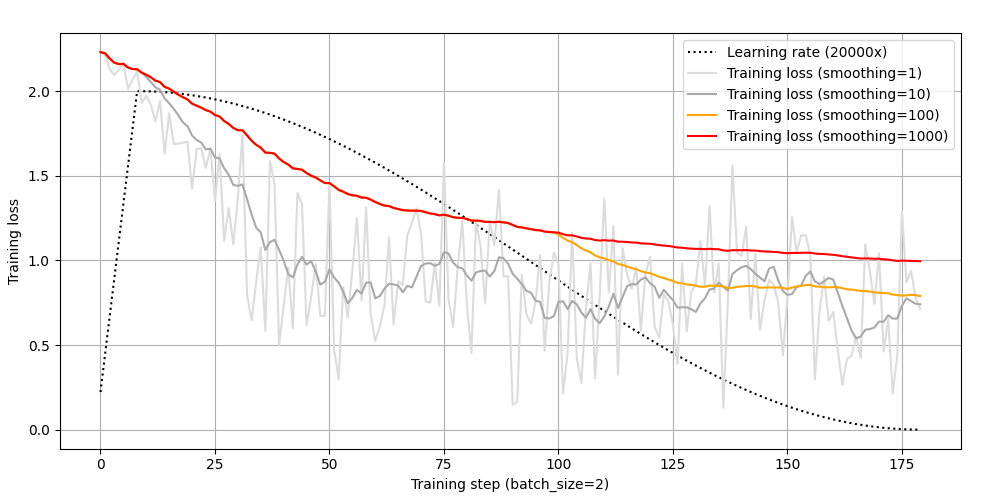 Learning rate (20000x)
Training loss (smoothing=1)
Training loss (smoothing=10)
Training loss (smoothing=100)
Training loss (smoothing=1000)
2.0
1.5
1.0
0.5
0.0
Training loss
0 25 50 75 100 125 150 175
Training step (batch_size=2)